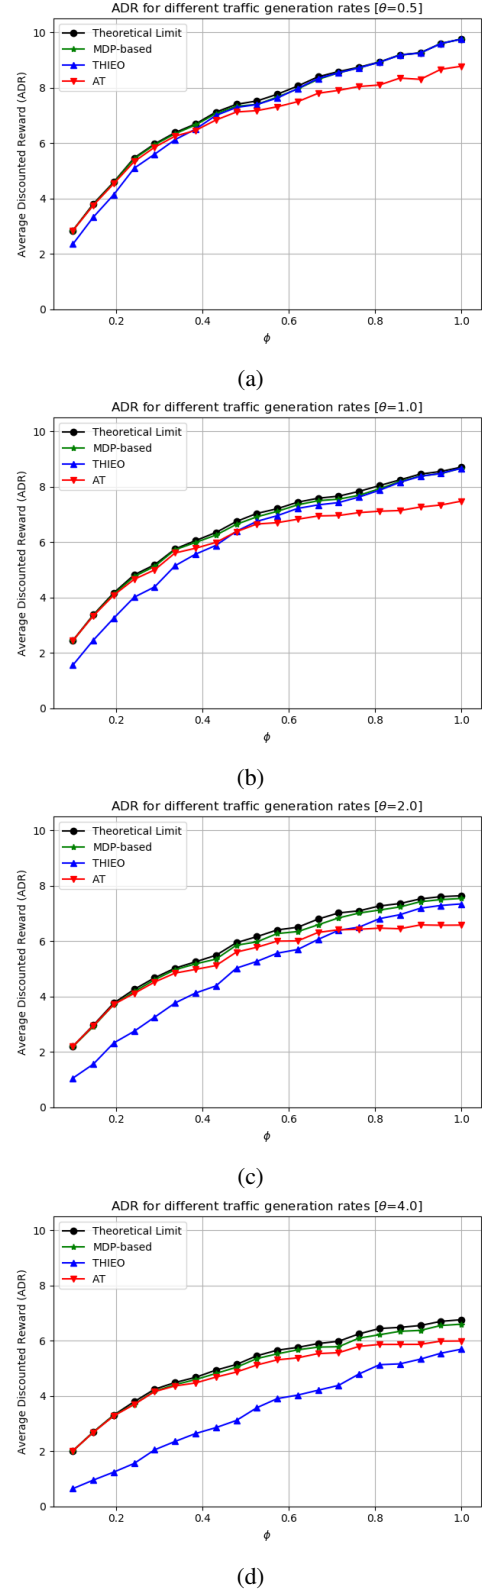 ADR for different traffic generation rates [θ=0.5]
Theoretical Limit
MDP-based
THIEO
AT
Average Discounted Reward (ADR)
10
8
6
4
2
0
0.2 0.4 0.6 0.8 1.0
ϕ
(a)
ADR for different traffic generation rates [θ=1.0]
Theoretical Limit
MDP-based
THIEO
AT
Average Discounted Reward (ADR)
10
8
6
4
2
0
0.2 0.4 0.6 0.8 1.0
ϕ
(b)
ADR for different traffic generation rates [θ=2.0]
Theoretical Limit
MDP-based
THIEO
AT
Average Discounted Reward (ADR)
10
8
6
4
2
0
0.2 0.4 0.6 0.8 1.0
ϕ
(c)
ADR for different traffic generation rates [θ=4.0]
Theoretical Limit
MDP-based
THIEO
AT
Average Discounted Reward (ADR)
10
8
6
4
2
0
0.2 0.4 0.6 0.8 1.0
ϕ
(d)